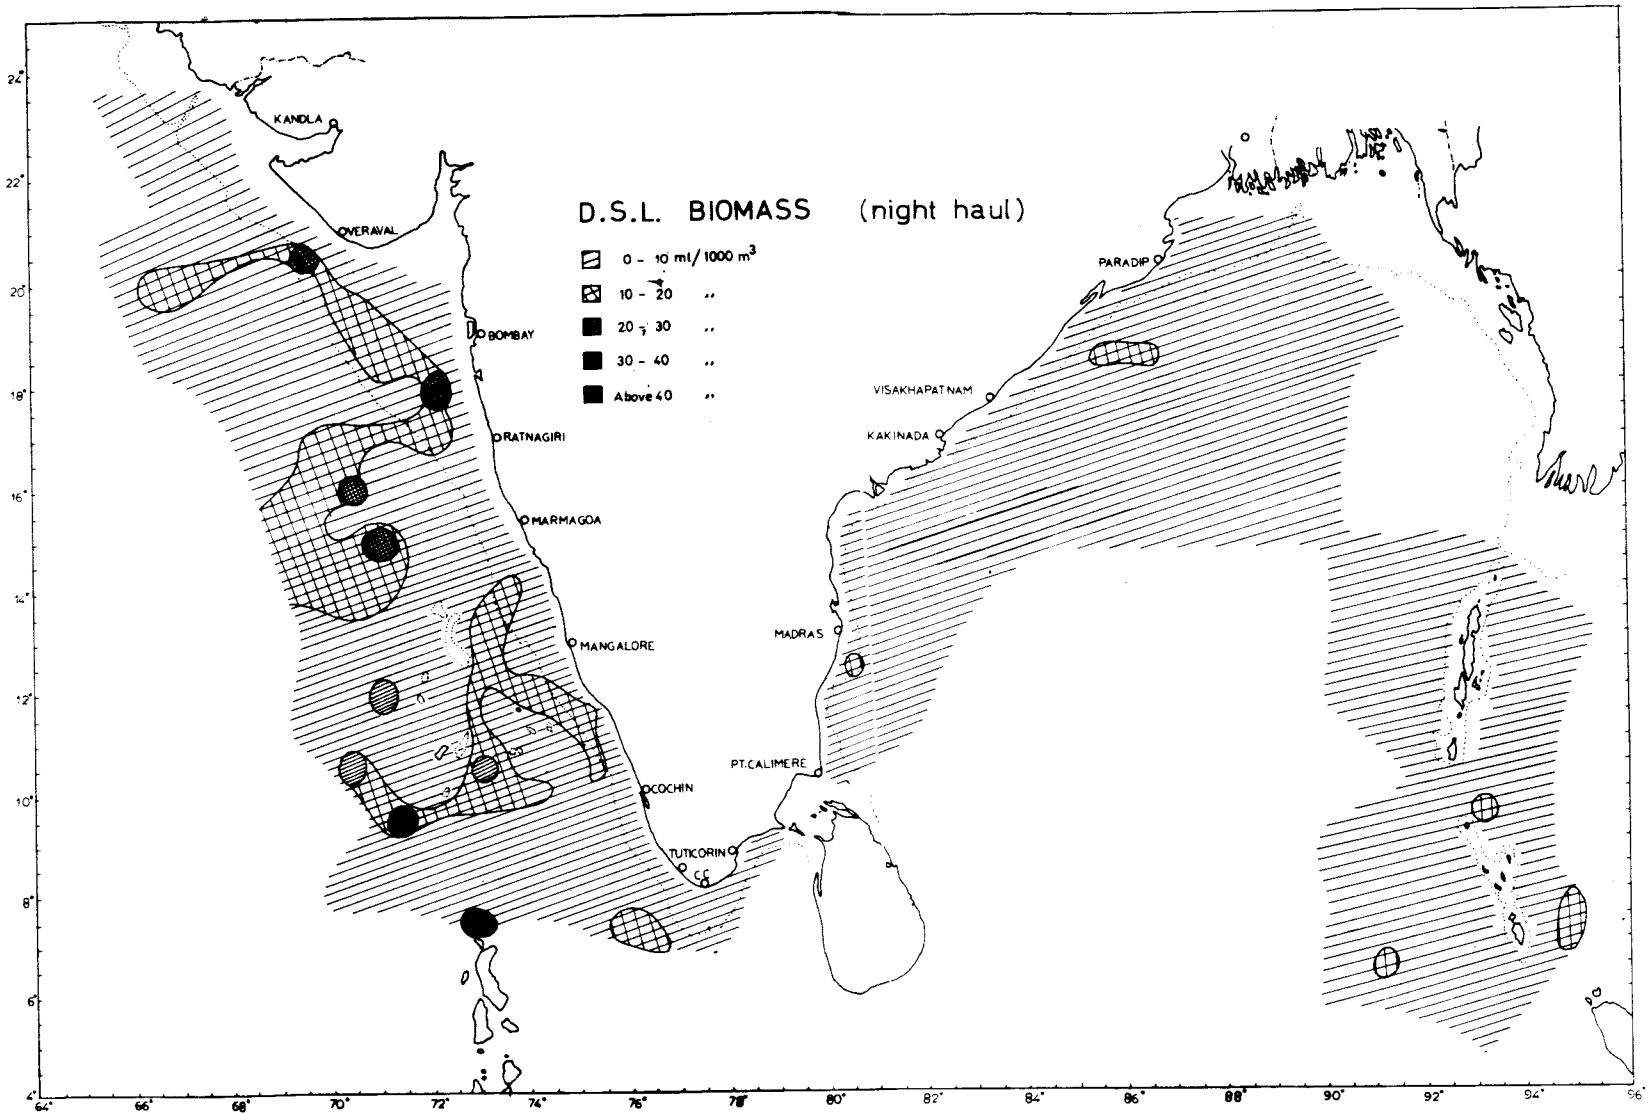 D.S.L. BIOMASS (night haul)
0 - 10 ml/1000 m³
10 - 20 ,,
20 - 30 ,,
30 - 40 ,,
Above 40 ,,
24°
22°
20°
18°
16°
14°
12°
10°
8°
6°
4°
KANDLA
VERAVAL
BOMBAY
RATNAGIRI
MARMAGOA
MANGALORE
COCHIN
TUTICORIN
C.C.
PT.CALIMERE
MADRAS
KAKINADA
VISAKHAPATNAM
PARADIP
64° 66° 68° 70° 72° 74° 76° 78° 80° 82° 84° 86° 88° 90° 92° 94° 96°